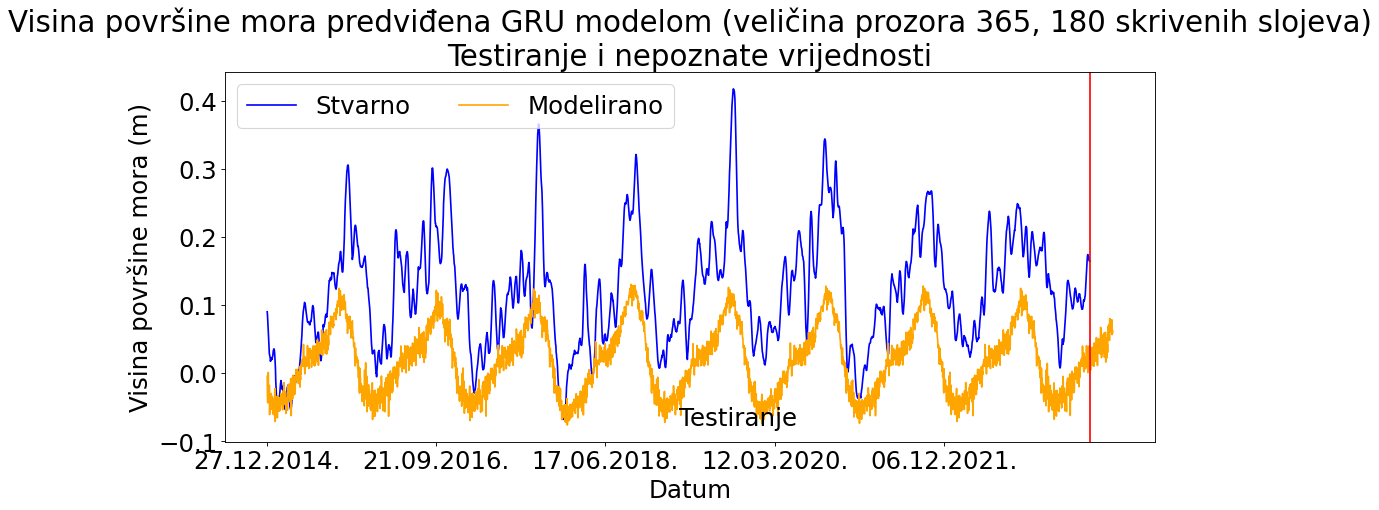 Visina površine mora predviđena GRU modelom (veličina prozora 365, 180 skrivenih slojeva)
Testiranje i nepoznate vrijednosti
Stvarno Modelirano
Visina površine mora (m)
0.4
0.3
0.2
0.1
0.0
−0.1
Testiranje
27.12.2014. 21.09.2016. 17.06.2018. 12.03.2020. 06.12.2021.
Datum